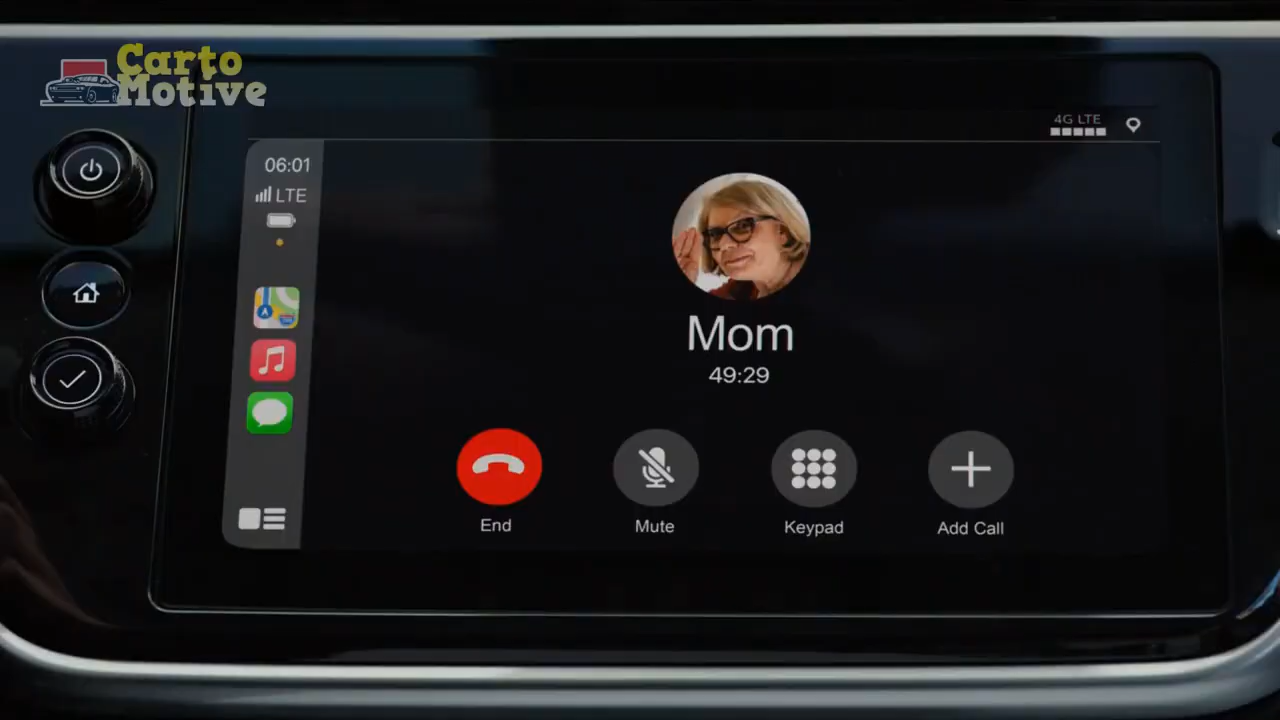 Carto
Motive
4G LTE
06:01
LTE
Mom
49:29
End
Mute
Keypad
Add Call